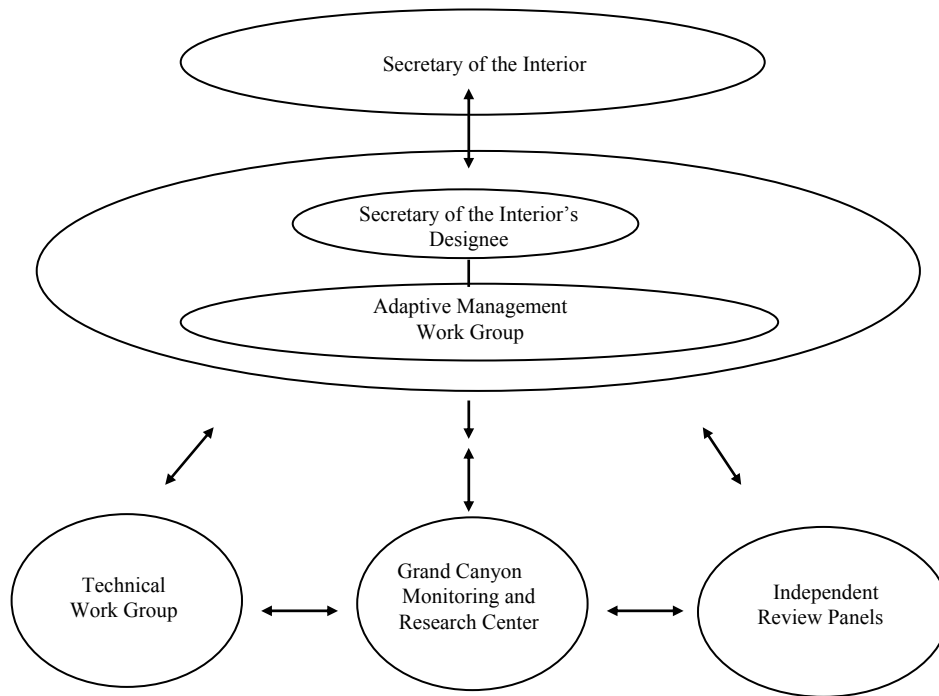 Secretary of the Interior
Secretary of the Interior’s
Designee
Adaptive Management
Work Group
Technical
Work Group
Grand Canyon
Monitoring and
Research Center
Independent
Review Panels